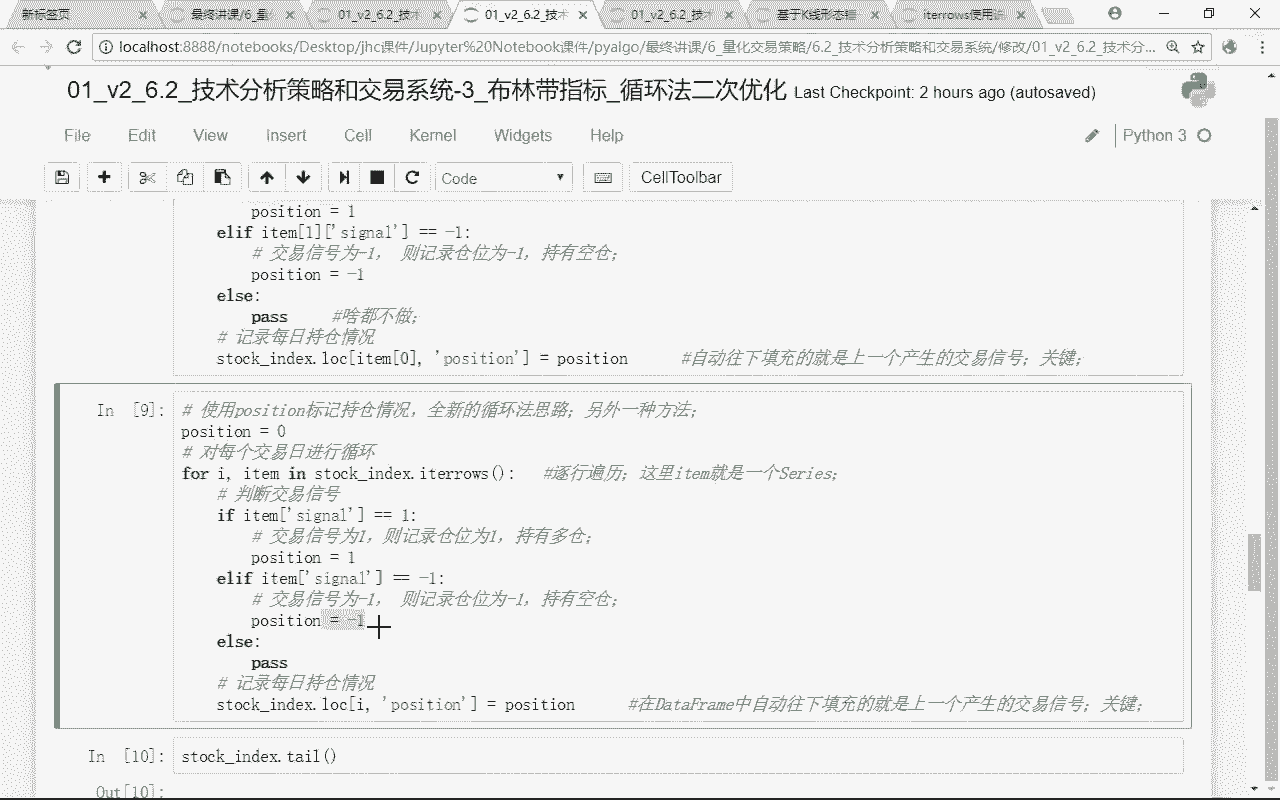 新标签页
最终讲课/6_量
01_v2_6.2_技术
01_v2_6.2_技术
01_v2_6.2_技术
基于K线形态
iterrows使用
localhost:8888/notebooks/Desktop/jhc课件/Jupyter%20Notebook课件/pyalgo/最终讲课/6_量化交易策略/6.2_技术分析策略和交易系统/修改/01_v2_6.2_技术分...
01_v2_6.2_技术分析策略和交易系统-3_布林带指标_循环法二次优化 Last Checkpoint: 2 hours ago (autosaved)
File Edit View Insert Cell Kernel Widgets Help Python 3
Code CellToolbar
position = 1
elif item[1]['signal'] == -1:
# 交易信号为-1， 则记录仓位为-1，持有空仓；
position = -1
else:
pass #啥都不做；
# 记录每日持仓情况
stock_index.loc[item[0], 'position'] = position #自动往下填充的就是上一个产生的交易信号；关键；
In [9]: # 使用position标记持仓情况，全新的循环法思路；另外一种方法；
position = 0
# 对每个交易日进行循环
for i, item in stock_index.iterrows(): #逐行遍历；这里item就是一个Series；
# 判断交易信号
if item['signal'] == 1:
# 交易信号为1，则记录仓位为1，持有多仓；
position = 1
elif item['signal'] == -1:
# 交易信号为-1， 则记录仓位为-1，持有空仓；
position = -1
else:
pass
# 记录每日持仓情况
stock_index.loc[i, 'position'] = position #在DataFrame中自动往下填充的就是上一个产生的交易信号；关键；
In [10]: stock_index.tail()
Out[10]: